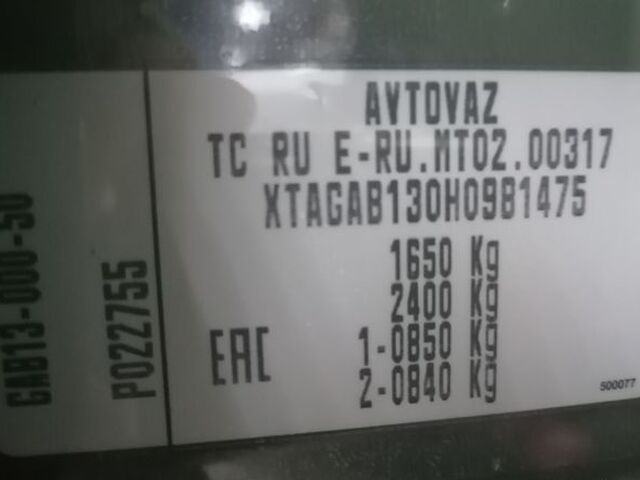 AVTOVAZ
TC RU E-RU.MT02.00317
XTAGAB130H0981475
1650 Kg
2400 Kg
1-0850 Kg
2-0840 Kg
EAC
500077
GAB13-000-50
P022755